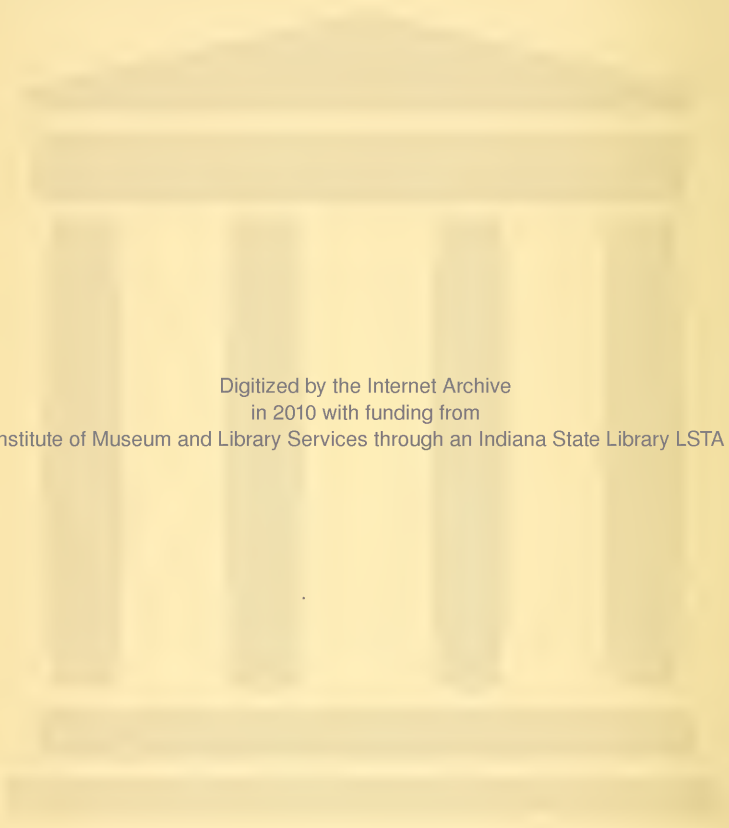 Digitized by the Internet Archive
in 2010 with funding from
nstitute of Museum and Library Services through an Indiana State Library LSTA